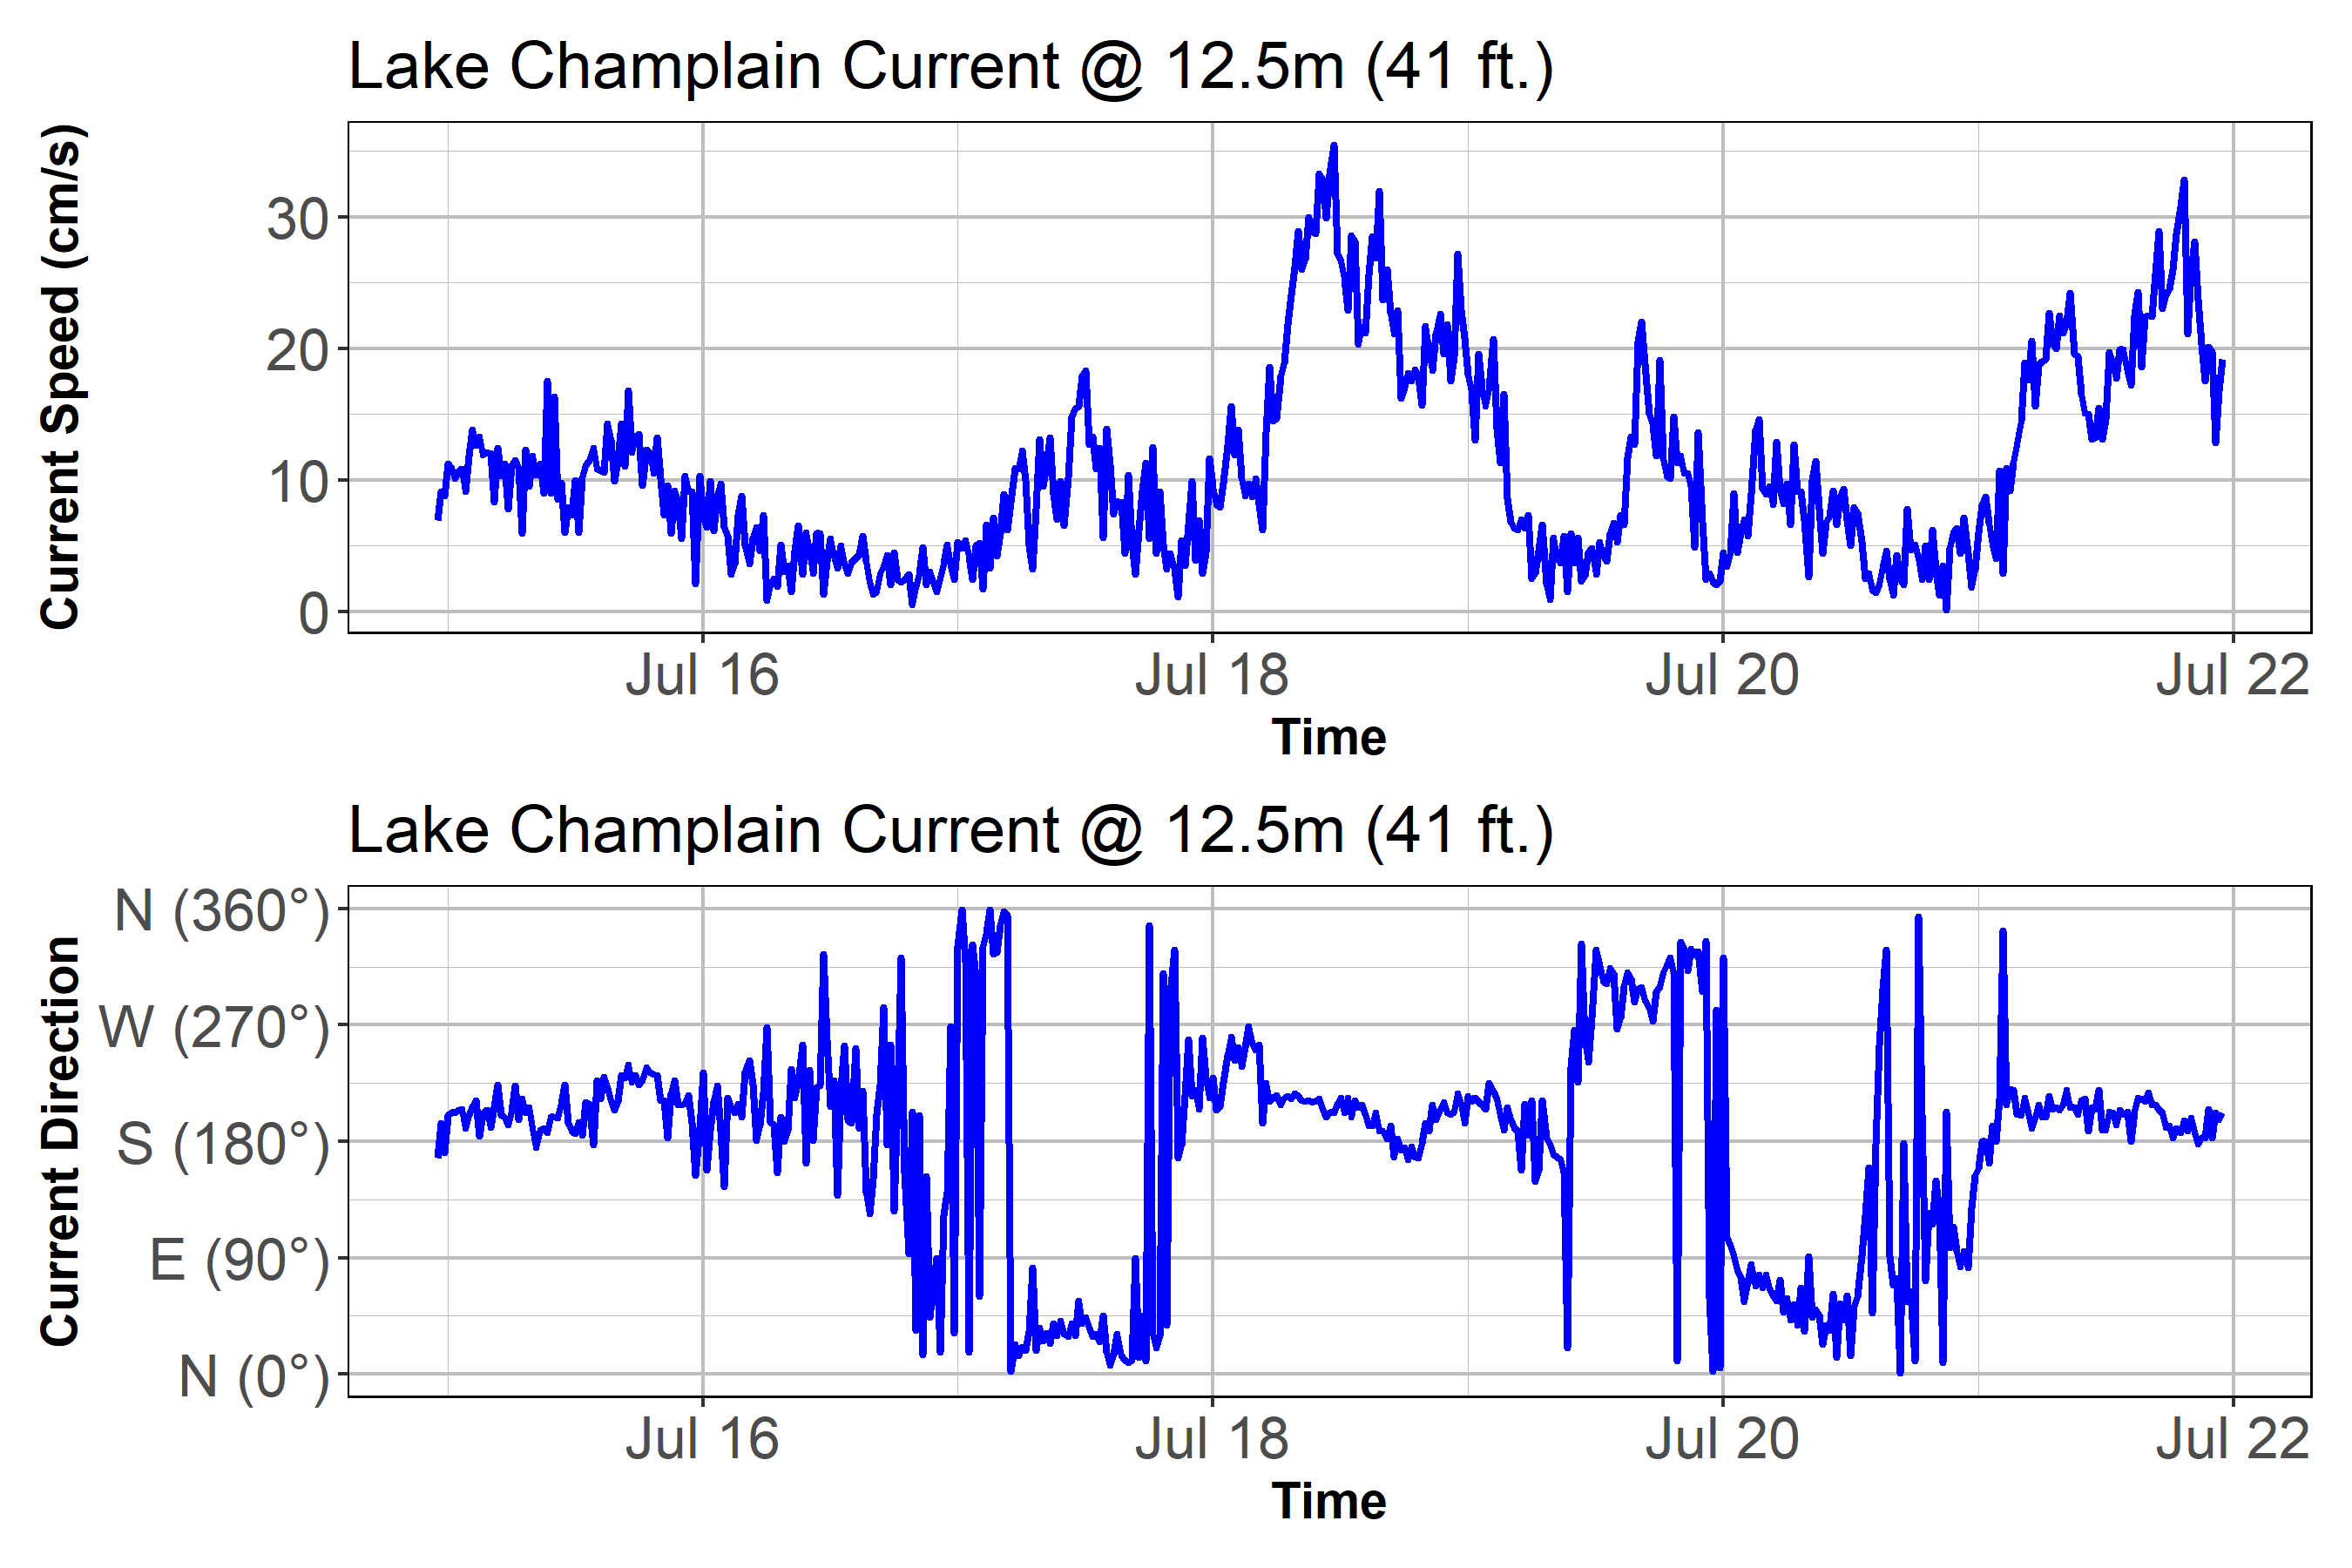 Lake Champlain Current @ 12.5m (41 ft.)
Current Speed (cm/s)
30
20
10
0
Jul 16 Jul 18 Jul 20 Jul 22
Time
Lake Champlain Current @ 12.5m (41 ft.)
Current Direction
N (360°)
W (270°)
S (180°)
E (90°)
N (0°)
Jul 16 Jul 18 Jul 20 Jul 22
Time